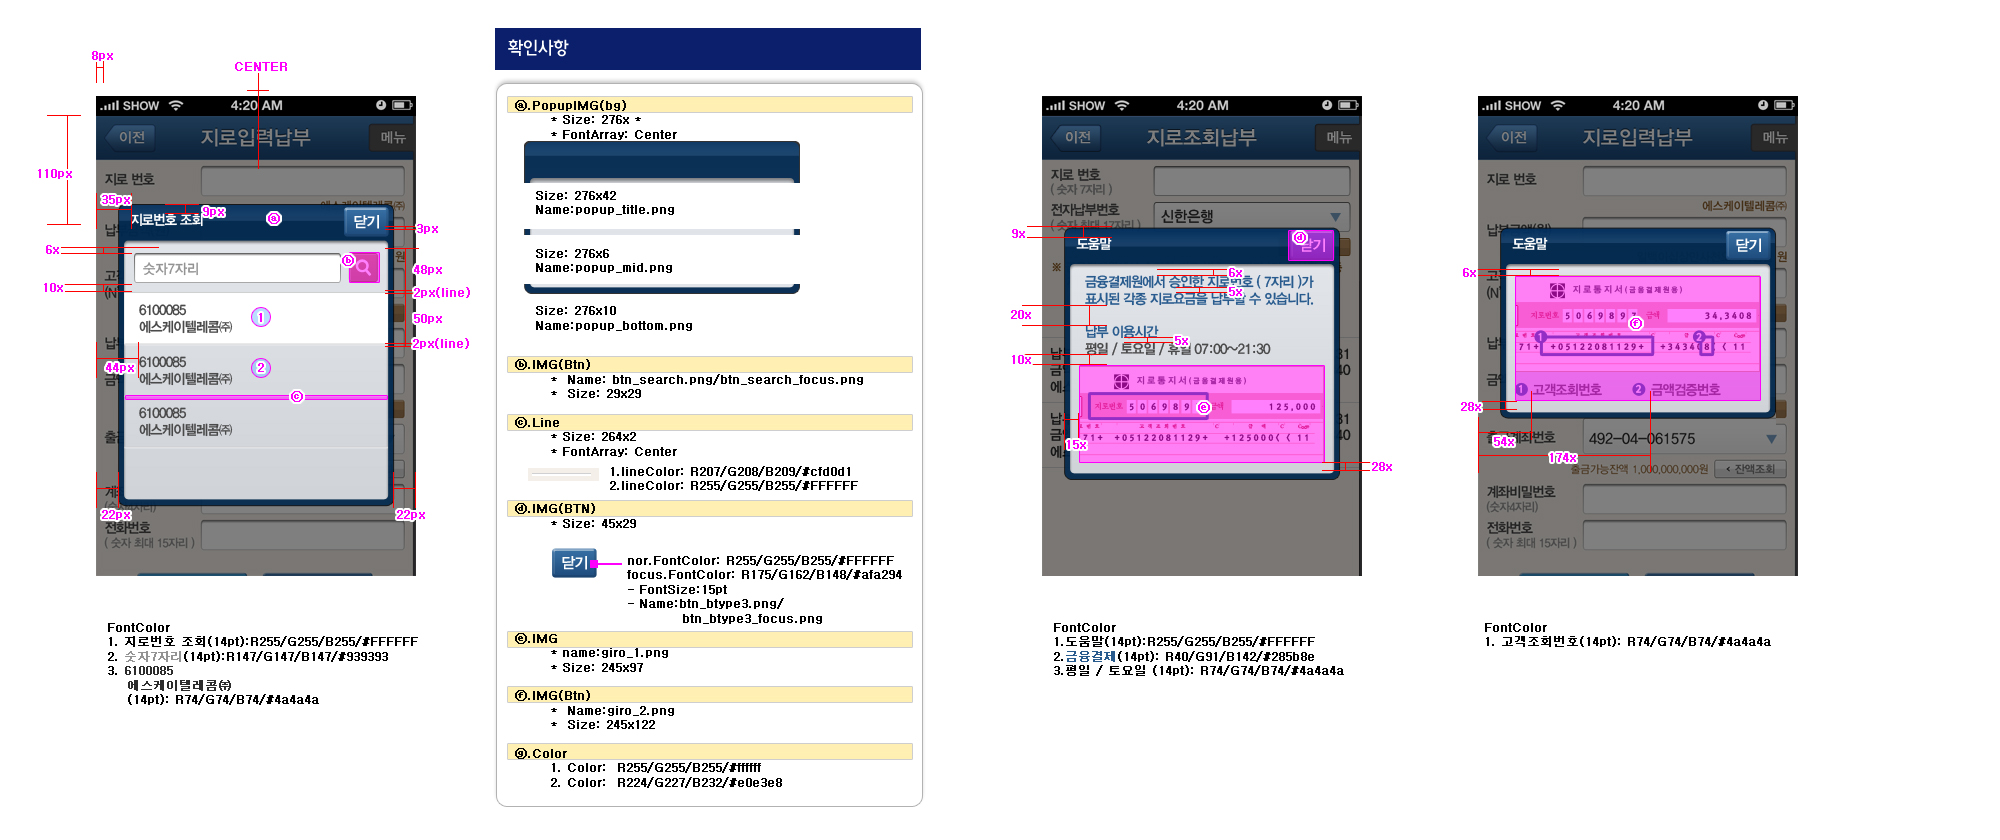 8px
CENTER
SHOW 4:20 AM
이전 지로입력납부 메뉴
110px
지로 번호
35px
9px
지로번호 조회 ⓐ 닫기
3px
6x
숫자7자리 ⓑ
48px
10x
2px(line)
6100085
에스케이텔레콤㈜
1
50px
2px(line)
6100085
에스케이텔레콤㈜
2
44px
ⓒ
6100085
에스케이텔레콤㈜
22px
22px
전화번호
( 숫자 최대 15자리 )
FontColor
1. 지로번호 조회(14pt):R255/G255/B255/#FFFFFF
2. 숫자7자리(14pt):R147/G147/B147/#939393
3. 6100085
에스케이텔레콤㈜
(14pt): R74/G74/B74/#4a4a4a
확인사항
ⓐ.PopupIMG(bg)
* Size: 276x *
* FontArray: Center
Size: 276x42
Name:popup_title.png
Size: 276x6
Name:popup_mid.png
Size: 276x10
Name:popup_bottom.png
ⓑ.IMG(Btn)
* Name: btn_search.png/btn_search_focus.png
* Size: 29x29
ⓒ.Line
* Size: 264x2
* FontArray: Center
1.lineColor: R207/G208/B209/#cfd0d1
2.lineColor: R255/G255/B255/#FFFFFF
ⓓ.IMG(BTN)
* Size: 45x29
닫기
nor.FontColor: R255/G255/B255/#FFFFFF
focus.FontColor: R175/G162/B148/#afa294
- FontSize:15pt
- Name:btn_btype3.png/
btn_btype3_focus.png
ⓔ.IMG
* name:giro_1.png
* Size: 245x97
ⓕ.IMG(Btn)
* Name:giro_2.png
* Size: 245x122
ⓖ.Color
1. Color: R255/G255/B255/#ffffff
2. Color: R224/G227/B232/#e0e3e8
SHOW 4:20 AM
이전 지로조회납부 메뉴
지로 번호
( 숫자 7자리 )
전자납부번호
( 숫자 최대 17자리 )
신한은행
9x
도움말 ⓓ 닫기
6x
금융결제원에서 승인한 지로번호 ( 7자리 )가
5x
표시된 각종 지로요금을 납부할 수 있습니다.
20x
납부 이용시간
5x
평일 / 토요일 / 휴일 07:00~21:30
10x
지로통지서(금융결제원용)
지로번호 5 0 6 9 8 9 ⓔ 금액 125,000
71+ +05122081129+ +125000( ( 11
15x
28x
FontColor
1.도움말(14pt):R255/G255/B255/#FFFFFF
2.금융결제(14pt): R40/G91/B142/#285b8e
3.평일 / 토요일 (14pt): R74/G74/B74/#4a4a4a
SHOW 4:20 AM
이전 지로입력납부 메뉴
지로 번호
에스케이텔레콤㈜
도움말 닫기
6x
지로통지서(금융결제원용)
지로번호 5 0 6 9 8 9 7 ⓕ 금액 34,3408
1 2
71+ +05122081129+ +343408( ( 11
1 고객조회번호 2 금액검증번호
28x
54x
492-04-061575
174x
출금가능잔액 1,000,000,000원 잔액조회
계좌비밀번호
(숫자4자리)
전화번호
( 숫자 최대 15자리 )
FontColor
1. 고객조회번호(14pt): R74/G74/B74/#4a4a4a